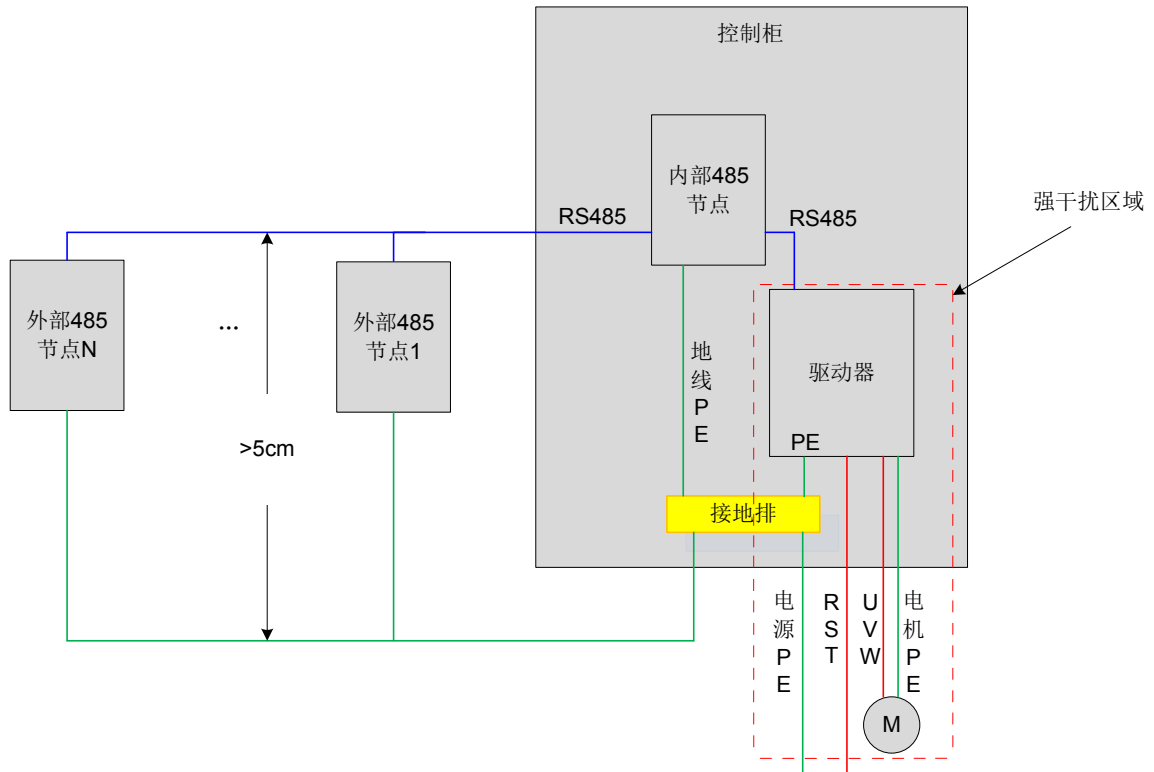 控制柜
内部485
节点
RS485
RS485
强干扰区域
外部485
节点N
...
外部485
节点1
>5cm
地
线
P
E
驱动器
PE
接地排
电
源
P
E
R
S
T
U
V
W
电
机
P
E
M